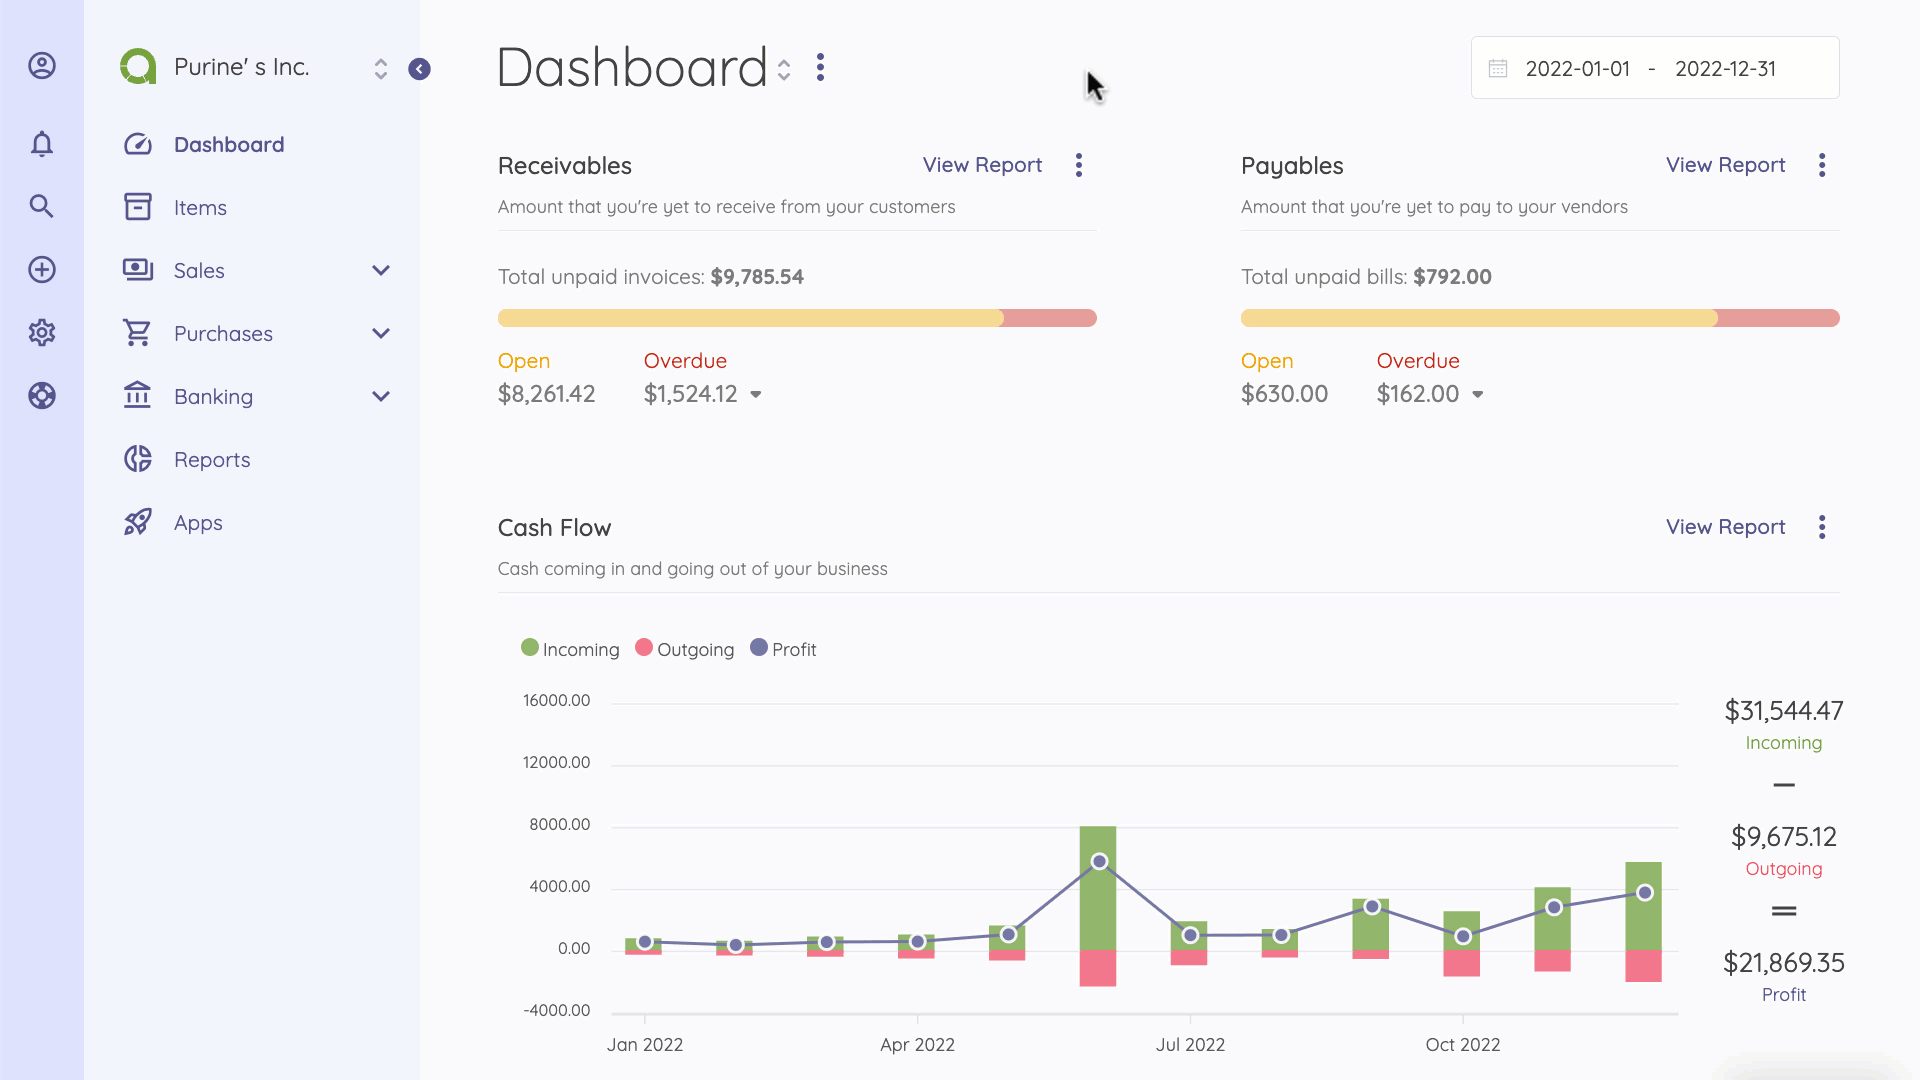 Purine' s Inc.
Dashboard
Items
Sales
Purchases
Banking
Reports
Apps
Dashboard
2022-01-01 - 2022-12-31
Receivables
View Report
Amount that you're yet to receive from your customers
Total unpaid invoices: $9,785.54
Open
Overdue
$8,261.42
$1,524.12
Payables
View Report
Amount that you're yet to pay to your vendors
Total unpaid bills: $792.00
Open
Overdue
$630.00
$162.00
Cash Flow
View Report
Cash coming in and going out of your business
Incoming
Outgoing
Profit
16000.00
12000.00
8000.00
4000.00
0.00
-4000.00
Jan 2022
Apr 2022
Jul 2022
Oct 2022
$31,544.47
Incoming
$9,675.12
Outgoing
$21,869.35
Profit